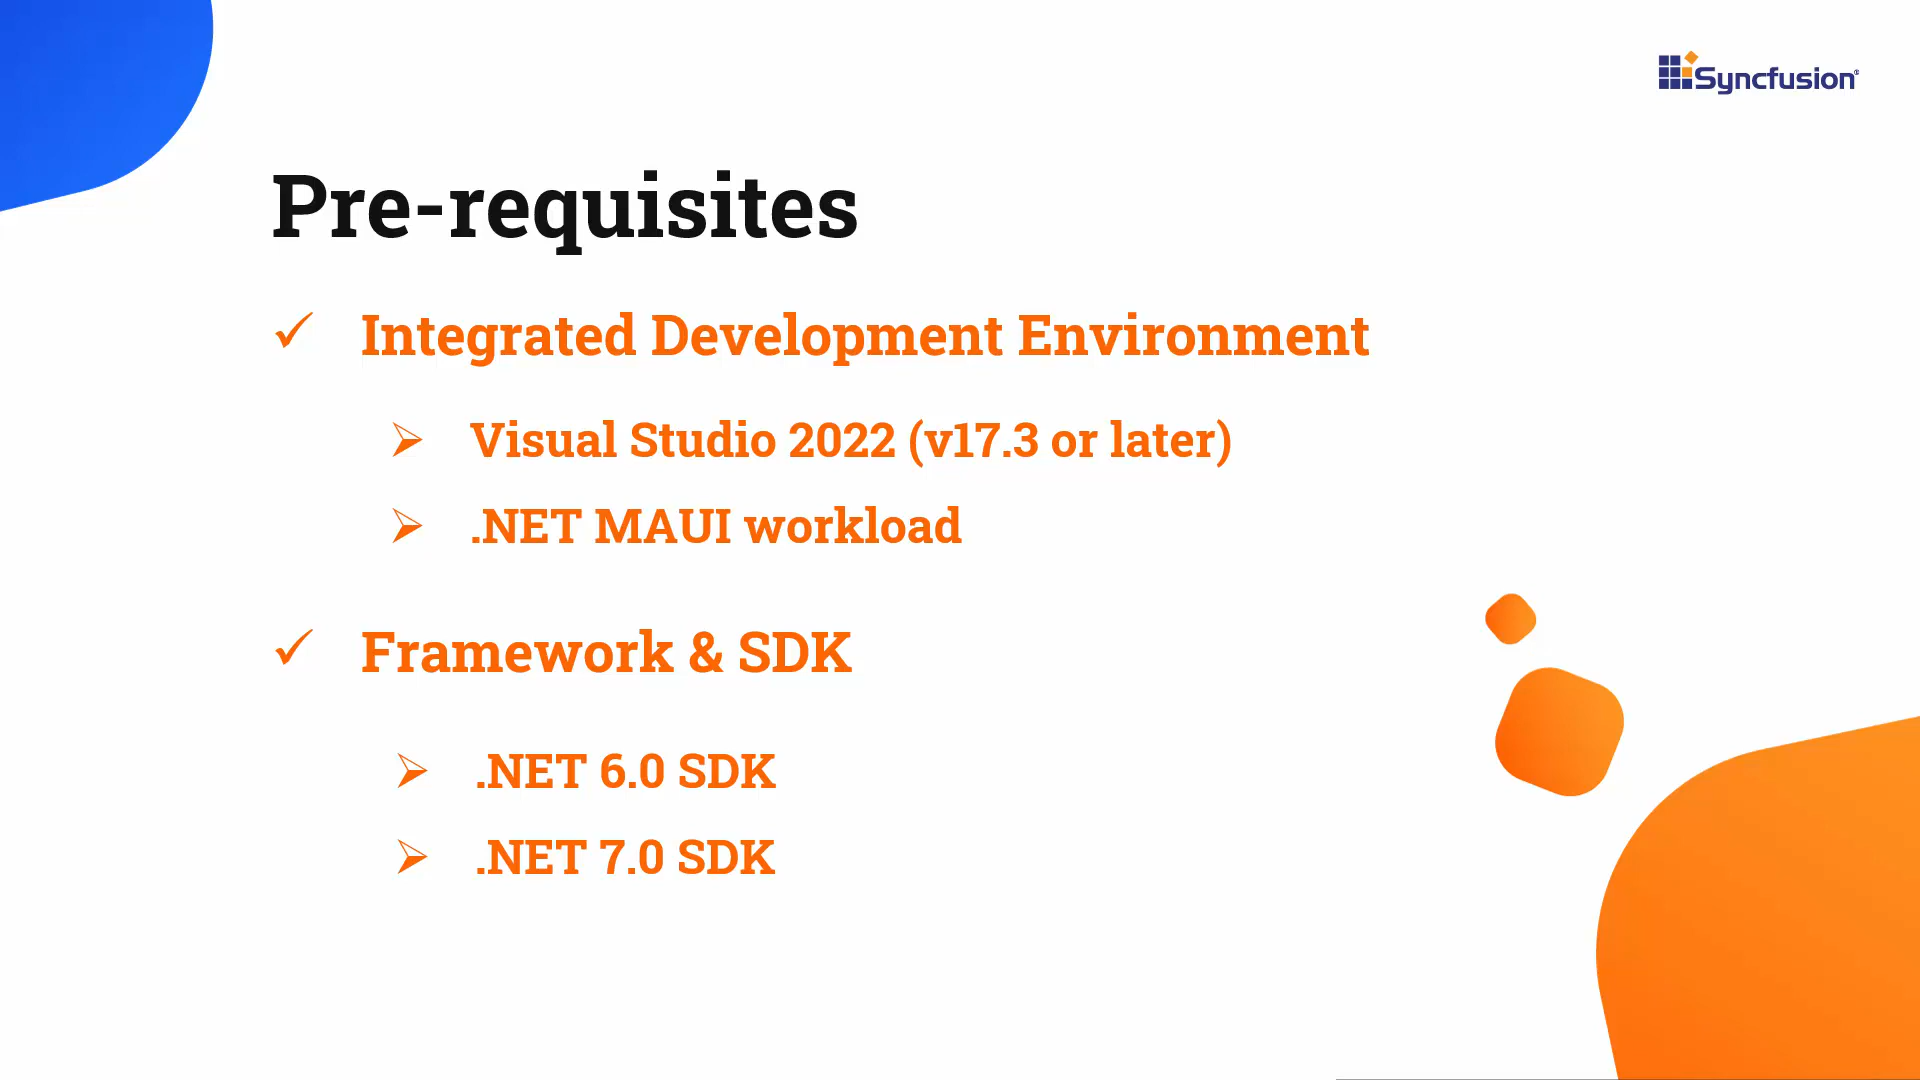 Syncfusion®
Pre-requisites
✓ Integrated Development Environment
➢ Visual Studio 2022 (v17.3 or later)
➢ .NET MAUI workload
✓ Framework & SDK
➢ .NET 6.0 SDK
➢ .NET 7.0 SDK